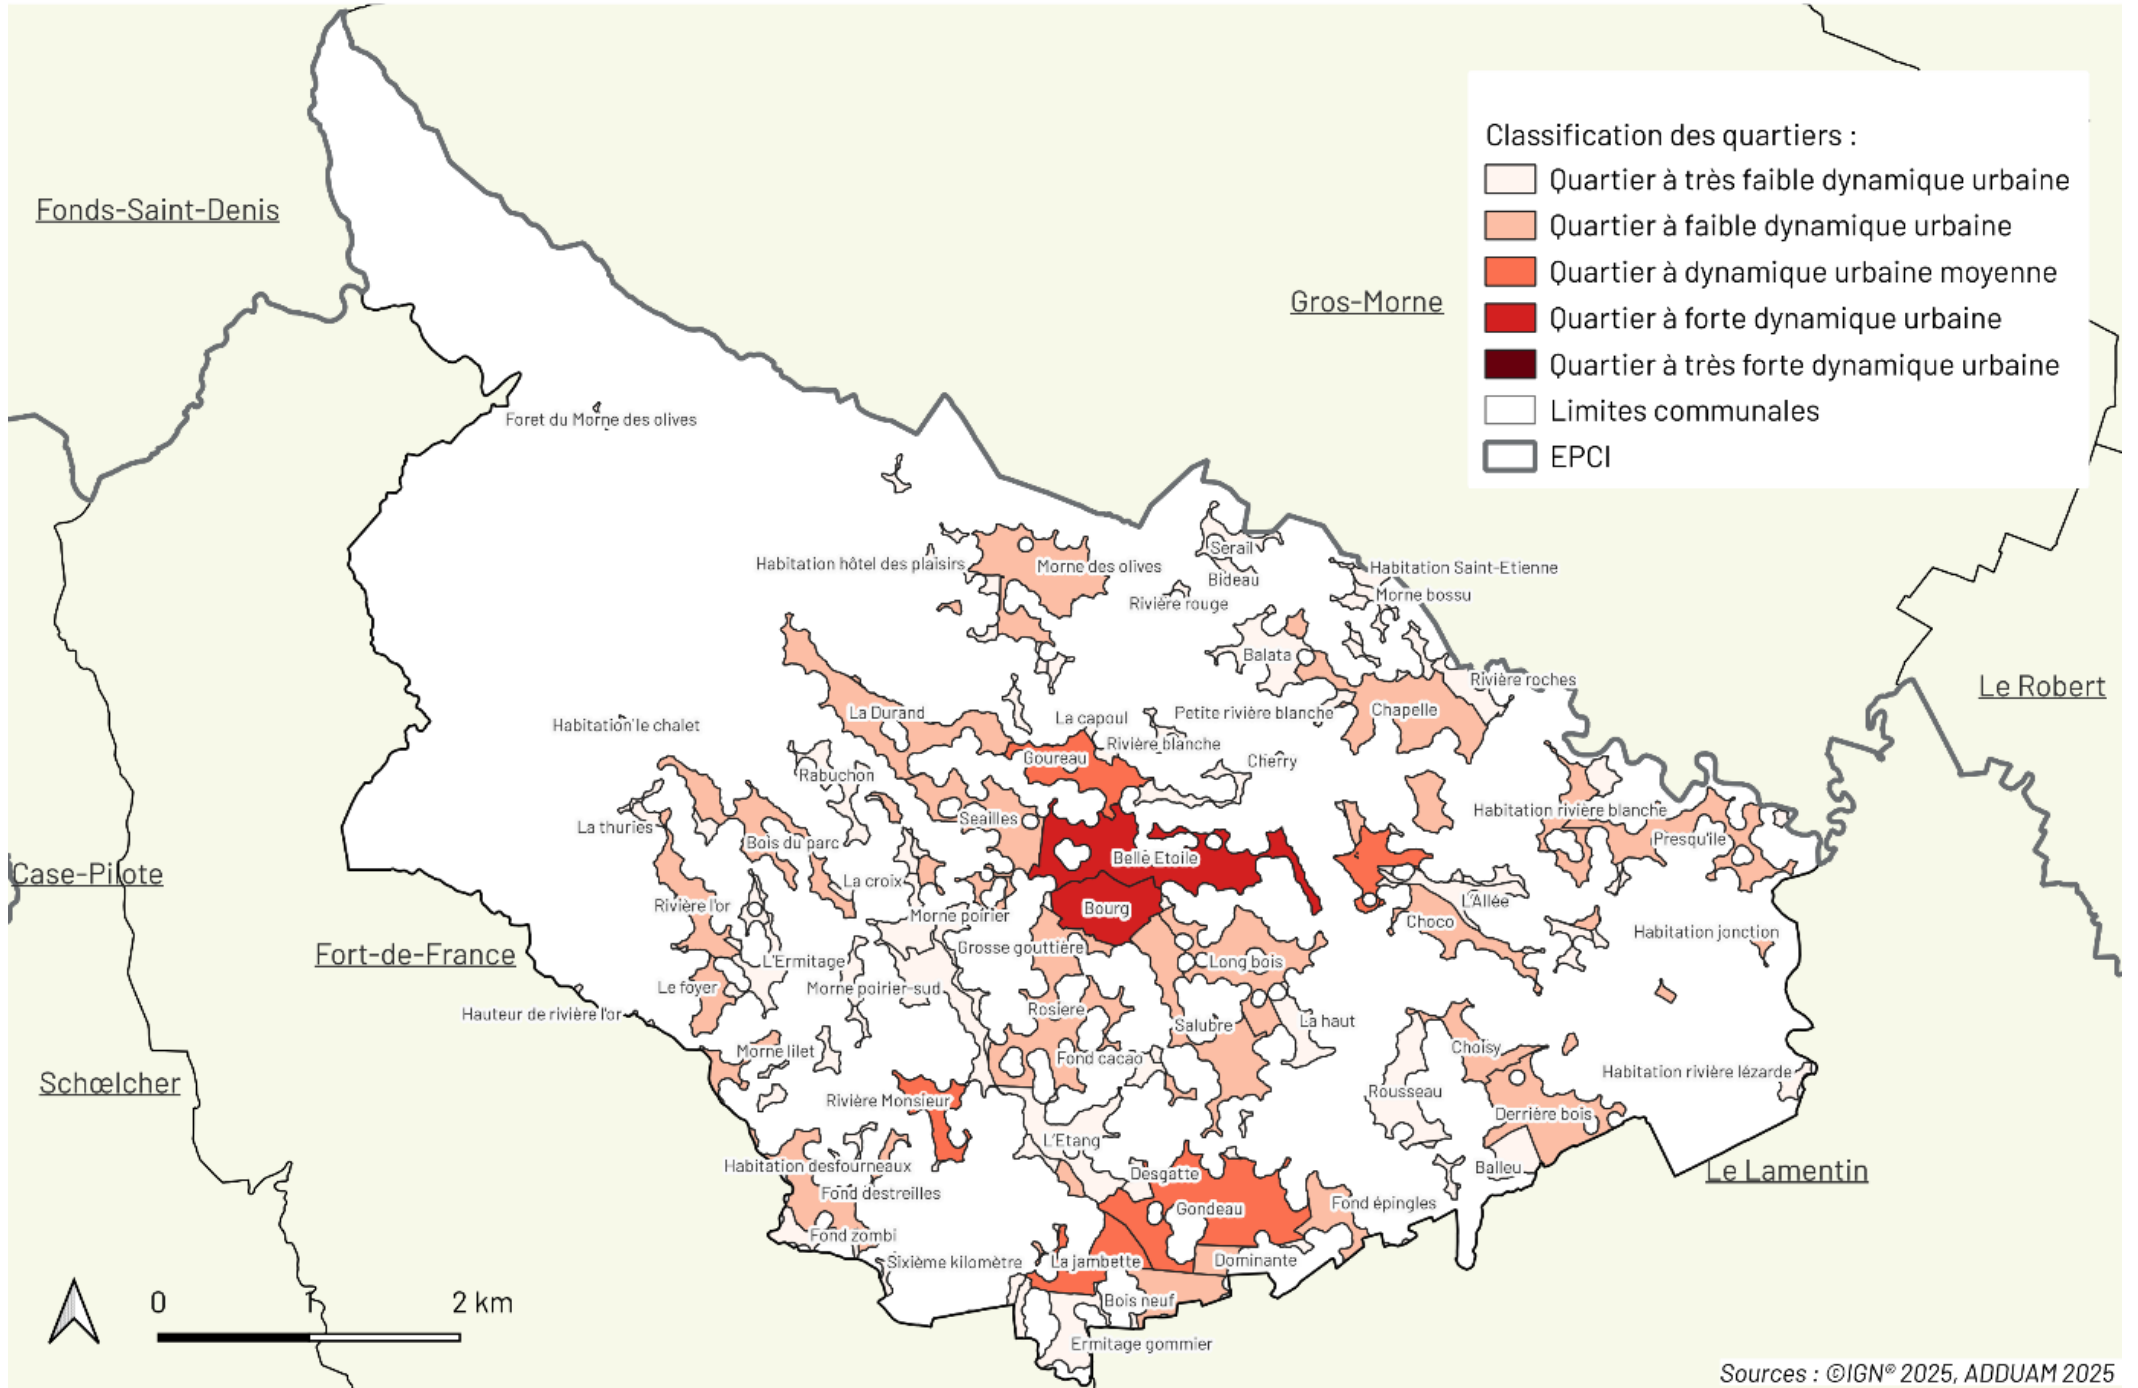 Classification des quartiers :
Quartier à très faible dynamique urbaine
Quartier à faible dynamique urbaine
Quartier à dynamique urbaine moyenne
Quartier à forte dynamique urbaine
Quartier à très forte dynamique urbaine
Limites communales
EPCI
Fonds-Saint-Denis
Gros-Morne
Foret du Morne des olives
Serail
Habitation hôtel des plaisirs
Morne des olives
Habitation Saint-Etienne
Bideau
Morne bossu
Rivière rouge
Balata
Rivière roches
Le Robert
La Durand
La capoul
Petite rivière blanche
Chapelle
Habitation le chalet
Rivière blanche
Goureau
Cherry
Rabuchon
Habitation rivière blanche
La thuries
Seailles
Bois du parc
Presqu'ile
Belle Etoile
Case-Pilote
La croix
Rivière l'or
L'Allée
Bourg
Morne poirier
Choco
Habitation jonction
Fort-de-France
Grosse gouttière
L'Ermitage
Long bois
Le foyer
Morne poirier-sud
Hauteur de rivière l'or
Rosiere
Salubre
La haut
Morne lilet
Fond cacao
Choisy
Habitation rivière lézarde
Schœlcher
Rousseau
Rivière Monsieur
Derrière bois
L'Etang
Habitation desfourneaux
Desgatte
Balleu
Le Lamentin
Fond destreilles
Gondeau
Fond épingles
Fond zombi
Sixième kilomètre
La jambette
Dominante
Bois neuf
Ermitage gommier
0 1 2 km
Sources : ©IGN® 2025, ADDUAM 2025